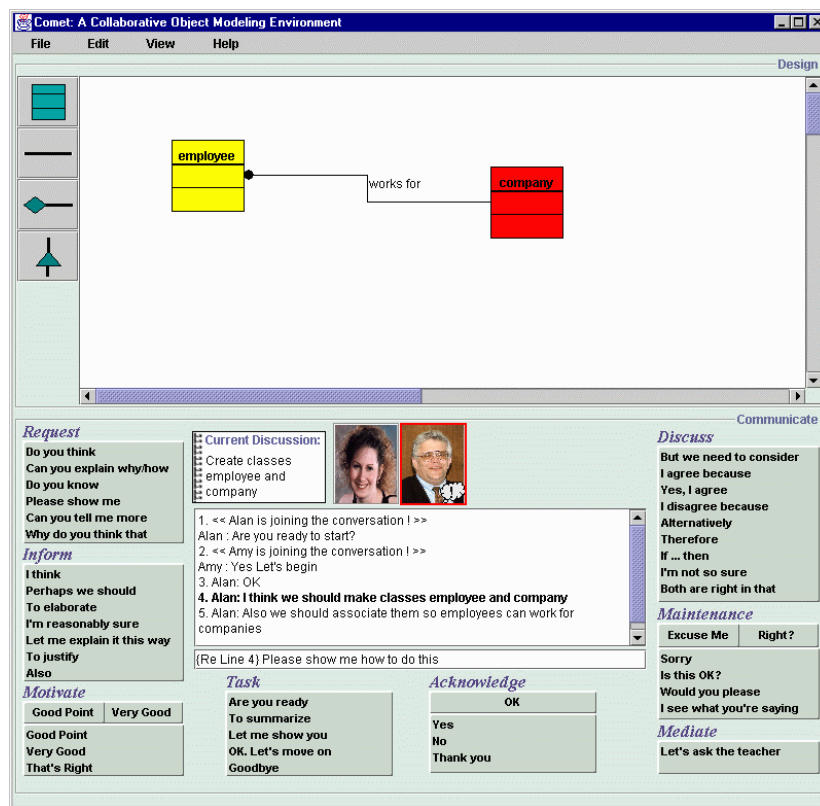 Comet: A Collaborative Object Modeling Environment
File Edit View Help
Design
employee
works for
company
Communicate
Request
Do you think
Can you explain why/how
Do you know
Please show me
Can you tell me more
Why do you think that
Inform
I think
Perhaps we should
To elaborate
I'm reasonably sure
Let me explain it this way
To justify
Also
Motivate
Good Point Very Good
Good Point
Very Good
That's Right
Current Discussion:
Create classes
employee and
company
1. << Alan is joining the conversation ! >>
Alan : Are you ready to start?
2. << Amy is joining the conversation ! >>
Amy : Yes Let's begin
3. Alan: OK
4. Alan: I think we should make classes employee and company
5. Alan: Also we should associate them so employees can work for
companies
{Re Line 4} Please show me how to do this
Task
Are you ready
To summarize
Let me show you
OK. Let's move on
Goodbye
Acknowledge
OK
Yes
No
Thank you
Discuss
But we need to consider
I agree because
Yes, I agree
I disagree because
Alternatively
Therefore
If ... then
I'm not so sure
Both are right in that
Maintenance
Excuse Me Right?
Sorry
Is this OK?
Would you please
I see what you're saying
Mediate
Let's ask the teacher